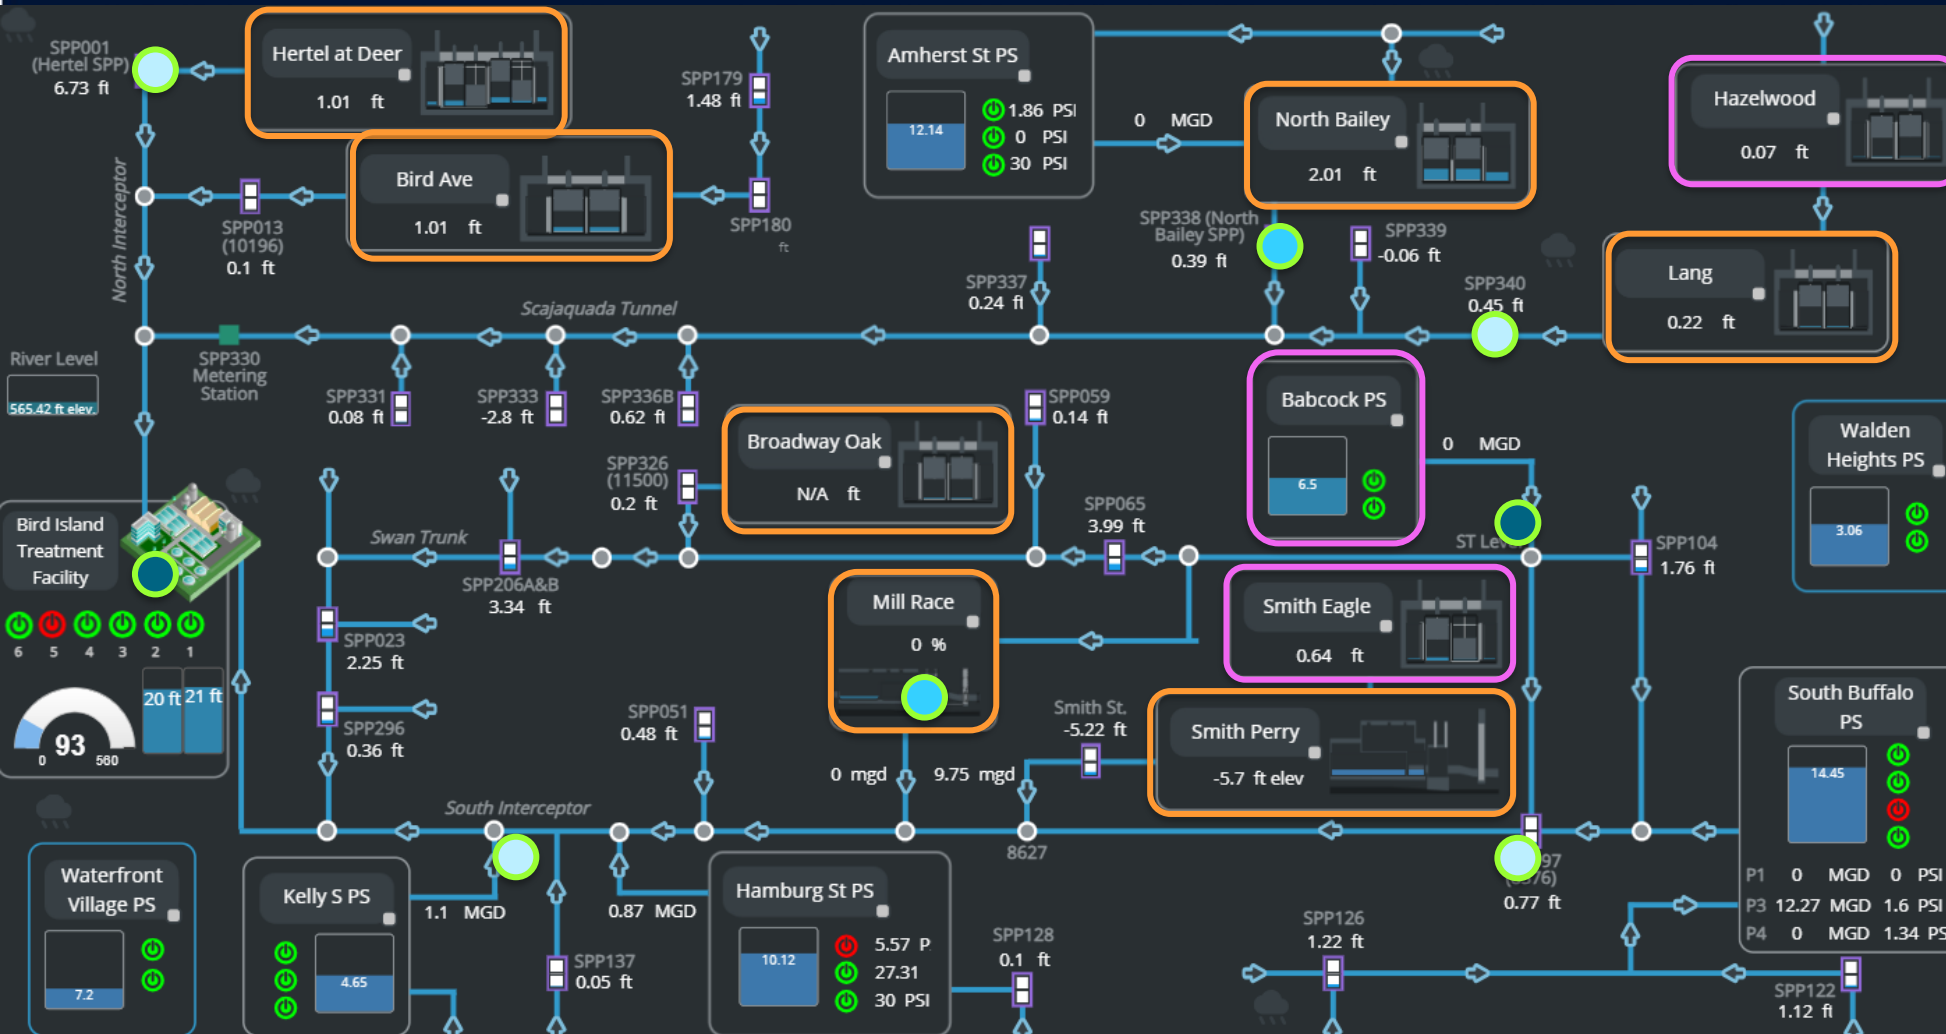 SPP001
(Hertel SPP)
6.73 ft
Hertel at Deer
1.01 ft
SPP179
1.48 ft
Amherst St PS
12.14
1.86 PSI
0 PSI
30 PSI
0 MGD
North Bailey
2.01 ft
Hazelwood
0.07 ft
North Interceptor
Bird Ave
1.01 ft
SPP013
(10196)
0.1 ft
SPP180
ft
SPP338 (North
Bailey SPP)
0.39 ft
SPP339
-0.06 ft
SPP337
0.24 ft
SPP340
0.45 ft
Lang
0.22 ft
Scajaquada Tunnel
River Level
565.42 ft elev.
SPP330
Metering
Station
SPP331
0.08 ft
SPP333
-2.8 ft
SPP336B
0.62 ft
SPP059
0.14 ft
Babcock PS
6.5
0 MGD
Walden
Heights PS
3.06
Broadway Oak
N/A ft
SPP326
(11500)
0.2 ft
SPP065
3.99 ft
ST Leve
SPP104
1.76 ft
Bird Island
Treatment
Facility
6 5 4 3 2 1
20 ft 21 ft
93
0 560
Swan Trunk
SPP206A&B
3.34 ft
Mill Race
0 %
Smith Eagle
0.64 ft
SPP023
2.25 ft
SPP296
0.36 ft
SPP051
0.48 ft
Smith St.
-5.22 ft
Smith Perry
-5.7 ft elev
South Buffalo
PS
14.45
P1 0 MGD 0 PSI
P3 12.27 MGD 1.6 PSI
P4 0 MGD 1.34 PS
0 mgd 9.75 mgd
South Interceptor
8627
97
0.77 ft
Waterfront
Village PS
7.2
Kelly S PS
4.65
1.1 MGD
0.87 MGD
Hamburg St PS
10.12
5.57 P
27.31
30 PSI
SPP137
0.05 ft
SPP128
0.1 ft
SPP126
1.22 ft
SPP122
1.12 ft